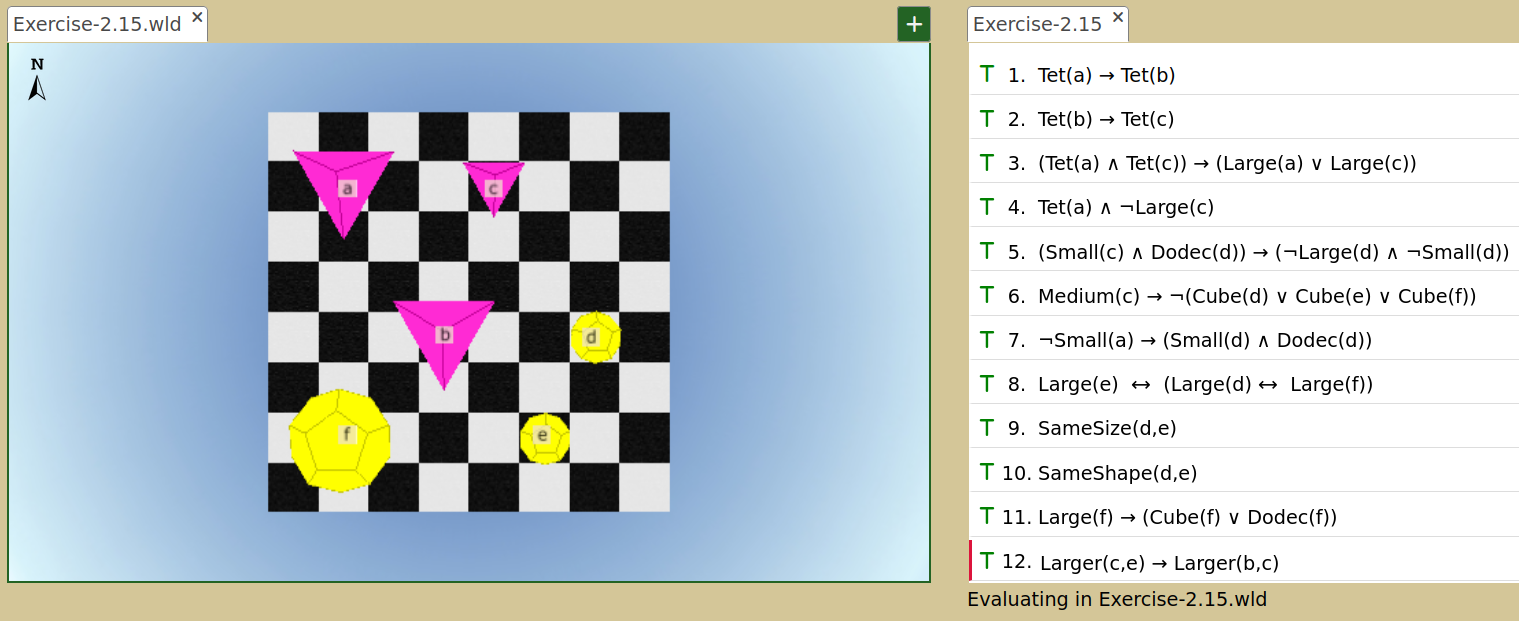 Exercise-2.15.wld ×
+
N
a
c
b
d
f
e
Exercise-2.15 ×
T 1. Tet(a) → Tet(b)
T 2. Tet(b) → Tet(c)
T 3. (Tet(a) ∧ Tet(c)) → (Large(a) ∨ Large(c))
T 4. Tet(a) ∧ ¬Large(c)
T 5. (Small(c) ∧ Dodec(d)) → (¬Large(d) ∧ ¬Small(d))
T 6. Medium(c) → ¬(Cube(d) ∨ Cube(e) ∨ Cube(f))
T 7. ¬Small(a) → (Small(d) ∧ Dodec(d))
T 8. Large(e) ↔ (Large(d) ↔ Large(f))
T 9. SameSize(d,e)
T 10. SameShape(d,e)
T 11. Large(f) → (Cube(f) ∨ Dodec(f))
T 12. Larger(c,e) → Larger(b,c)
Evaluating in Exercise-2.15.wld